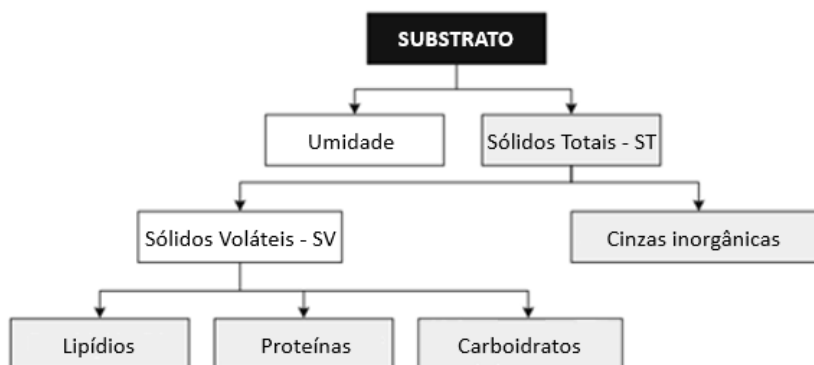 SUBSTRATO
Umidade
Sólidos Totais - ST
Sólidos Voláteis - SV
Cinzas inorgânicas
Lipídios
Proteínas
Carboidratos